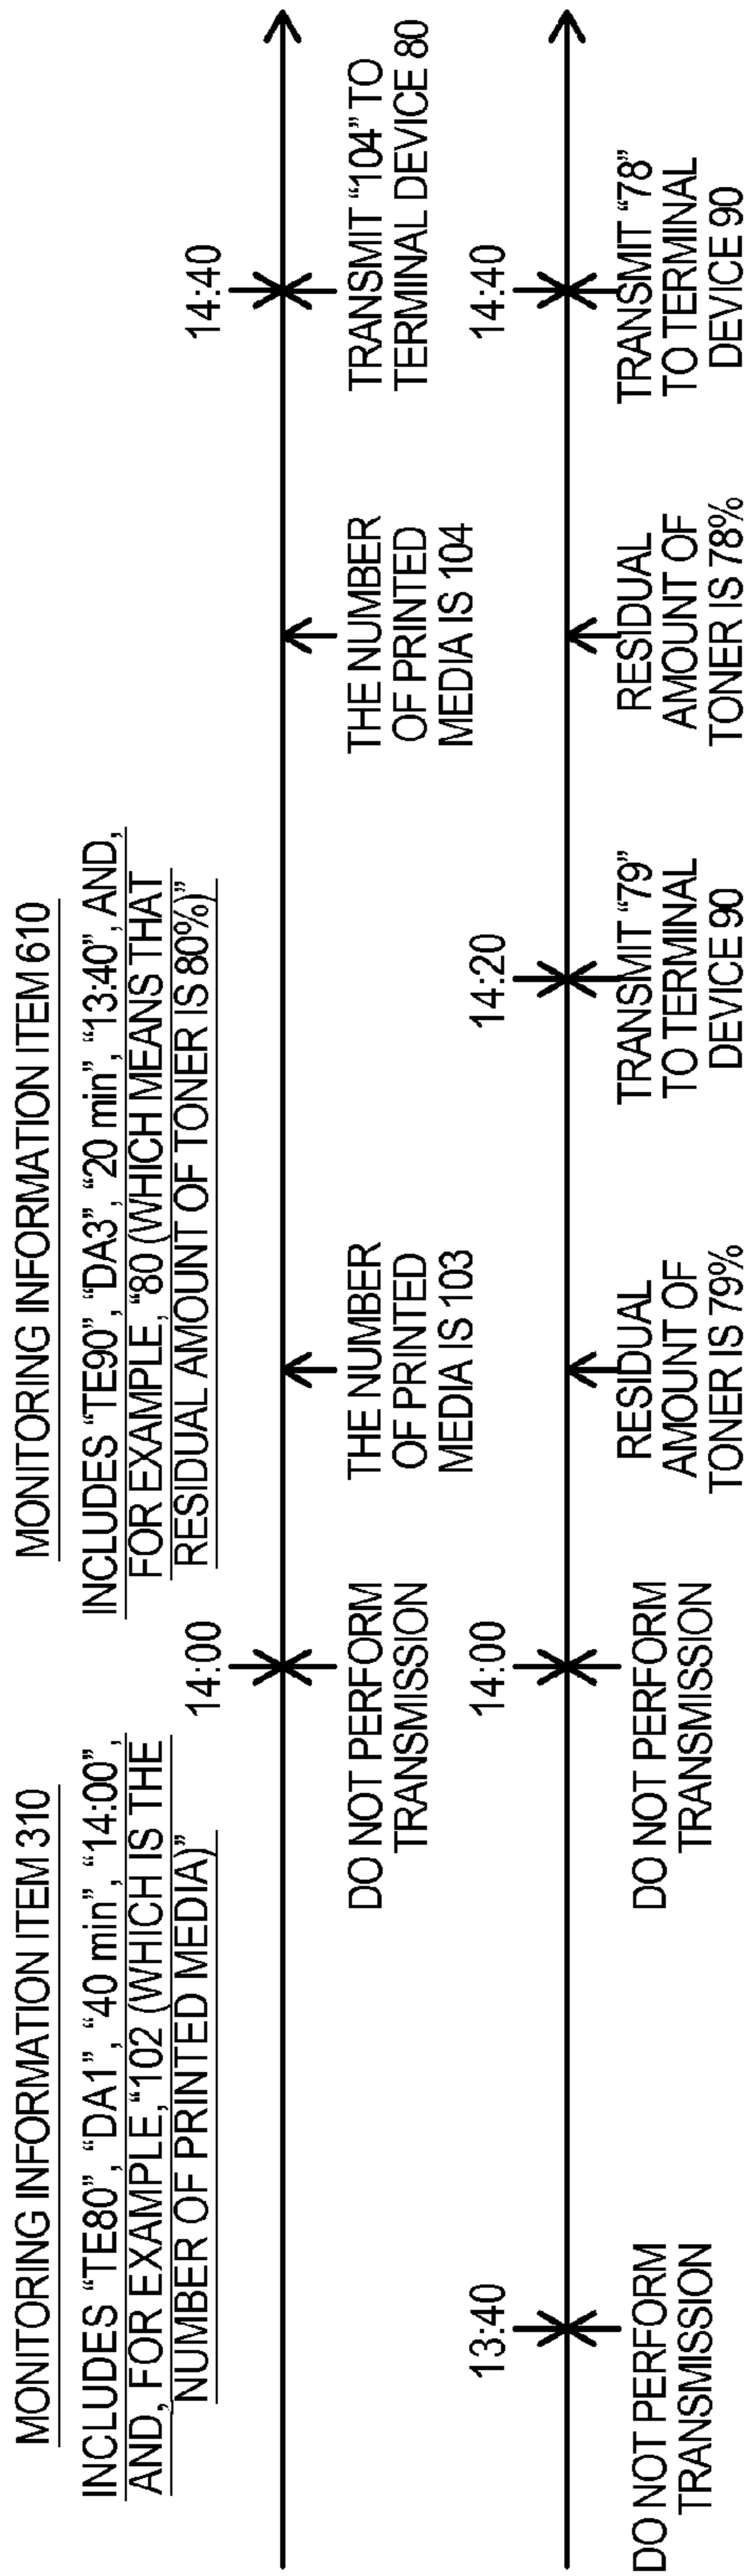 MONITORING INFORMATION ITEM 310
INCLUDES “TE80”, “DA1”, “40 min”, “14:00”,
AND, FOR EXAMPLE, “102 (WHICH IS THE
NUMBER OF PRINTED MEDIA)”
MONITORING INFORMATION ITEM 610
INCLUDES “TE90”, “DA3”, “20 min”, “13:40”, AND,
FOR EXAMPLE, “80 (WHICH MEANS THAT
RESIDUAL AMOUNT OF TONER IS 80%)”
14:00
DO NOT PERFORM
TRANSMISSION
THE NUMBER
OF PRINTED
MEDIA IS 103
THE NUMBER
OF PRINTED
MEDIA IS 104
14:40
TRANSMIT “104” TO
TERMINAL DEVICE 80
13:40
DO NOT PERFORM
TRANSMISSION
14:00
DO NOT PERFORM
TRANSMISSION
RESIDUAL
AMOUNT OF
TONER IS 79%
14:20
TRANSMIT “79”
TO TERMINAL
DEVICE 90
RESIDUAL
AMOUNT OF
TONER IS 78%
14:40
TRANSMIT “78”
TO TERMINAL
DEVICE 90